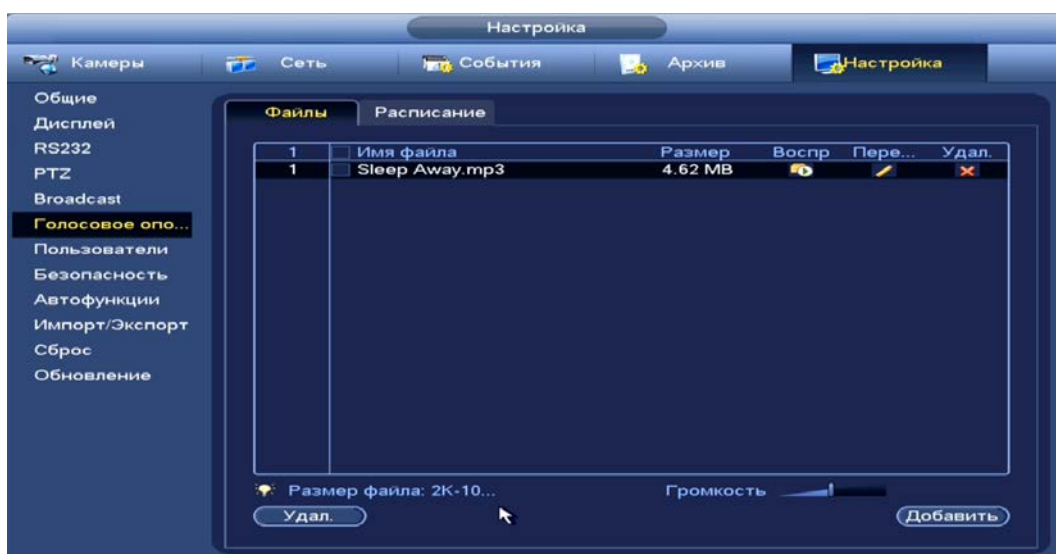 Настройка
Камеры Сеть События Архив Настройка
Общие
Дисплей
RS232
PTZ
Broadcast
Голосовое опо...
Пользователи
Безопасность
Автофункции
Импорт/Экспорт
Сброс
Обновление
Файлы Расписание
1 Имя файла Размер Воспр Пере... Удал.
1 Sleep Away.mp3 4.62 MB
Размер файла: 2K-10... Громкость
Удал. Добавить